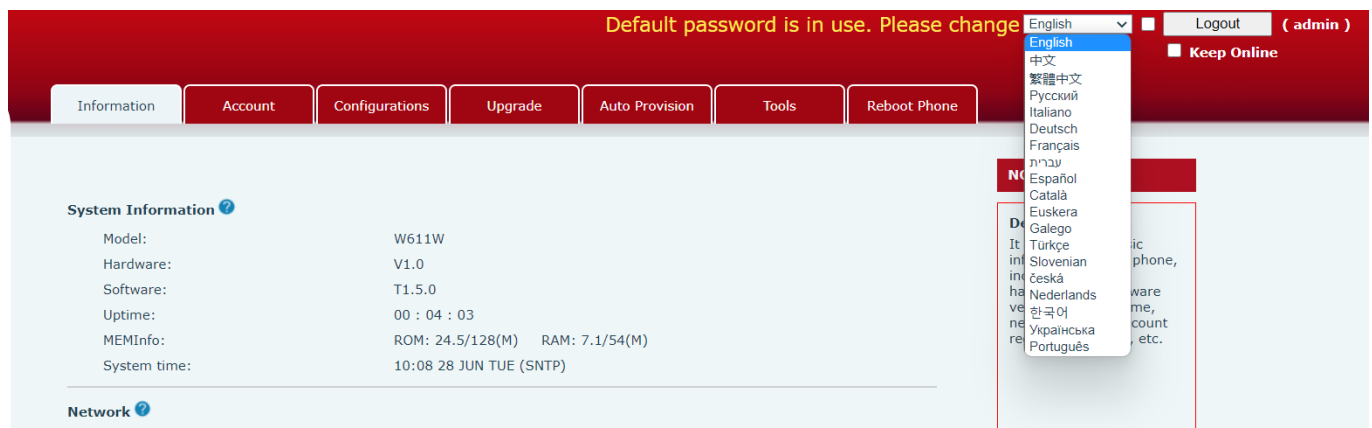 Default password is in use. Please change English Logout ( admin )
Keep Online
English
中文
繁體中文
Русский
Italiano
Deutsch
Français
עברית
Español
Català
Euskera
Galego
Türkçe
Slovenian
česká
Nederlands
한국어
Українська
Português
Information Account Configurations Upgrade Auto Provision Tools Reboot Phone
System Information
Model: W611W
Hardware: V1.0
Software: T1.5.0
Uptime: 00 : 04 : 03
MEMInfo: ROM: 24.5/128(M) RAM: 7.1/54(M)
System time: 10:08 28 JUN TUE (SNTP)
Network
It
phone,
etc.